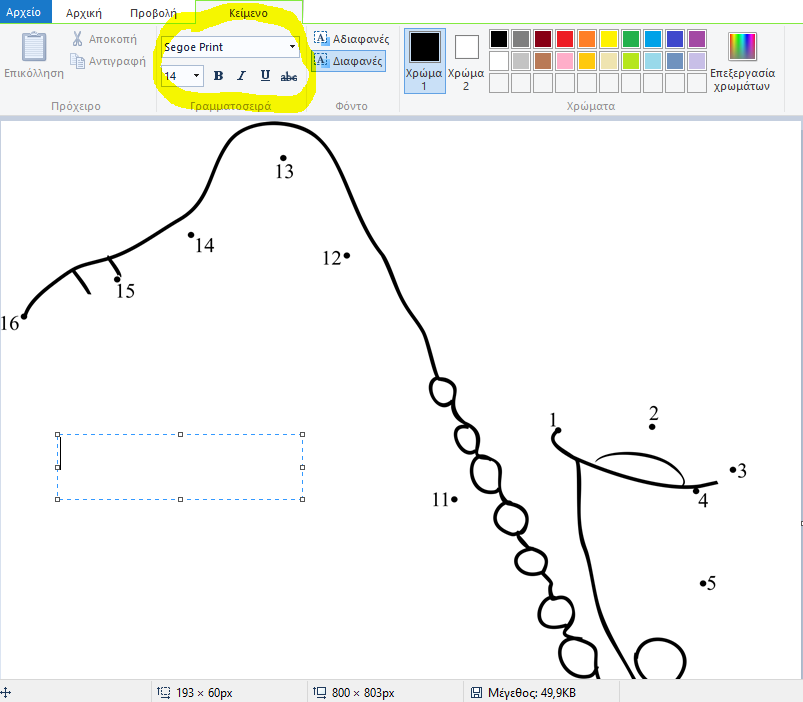 Αρχείο Αρχική Προβολή Κείμενο
Επικόλληση
Αποκοπή
Αντιγραφή
Πρόχειρο
Segoe Print
14 B I U abc
Γραμματοσειρά
A Αδιαφανές
A Διαφανές
Φόντο
Χρώμα 1
Χρώμα 2
Επεξεργασία χρωμάτων
Χρώματα
13
14
12
15
16
1
2
3
4
11
5
193 × 60px
800 × 803px
Μέγεθος: 49,9KB